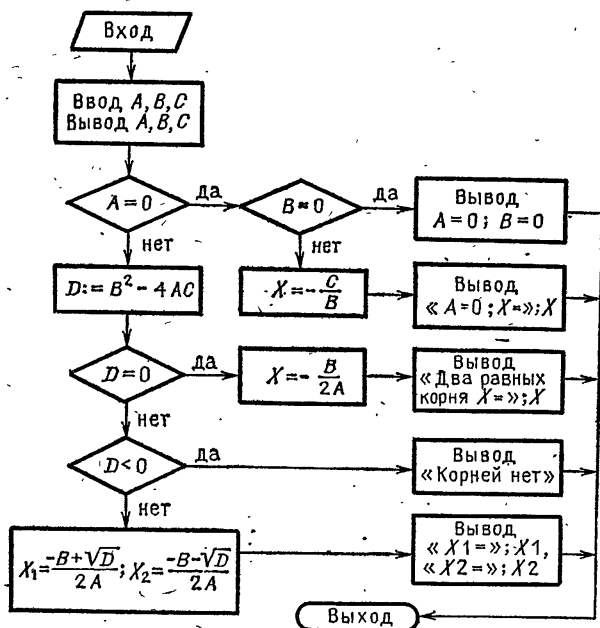 Вход
Ввод A, B, C
Вывод A, B, C
A=0
да
B=0
да
Вывод
A=0; B=0
нет
нет
D:=B²-4AC
X=-C/B
Вывод
«A=0; X=»; X
D=0
да
X=-B/2A
Вывод
«Два равных
корня X=»; X
нет
D<0
да
Вывод
«Корней нет»
нет
X₁=-B+√D/2A; X₂=-B-√D/2A
Вывод
«X1=»; X1,
«X2=»; X2
Выход